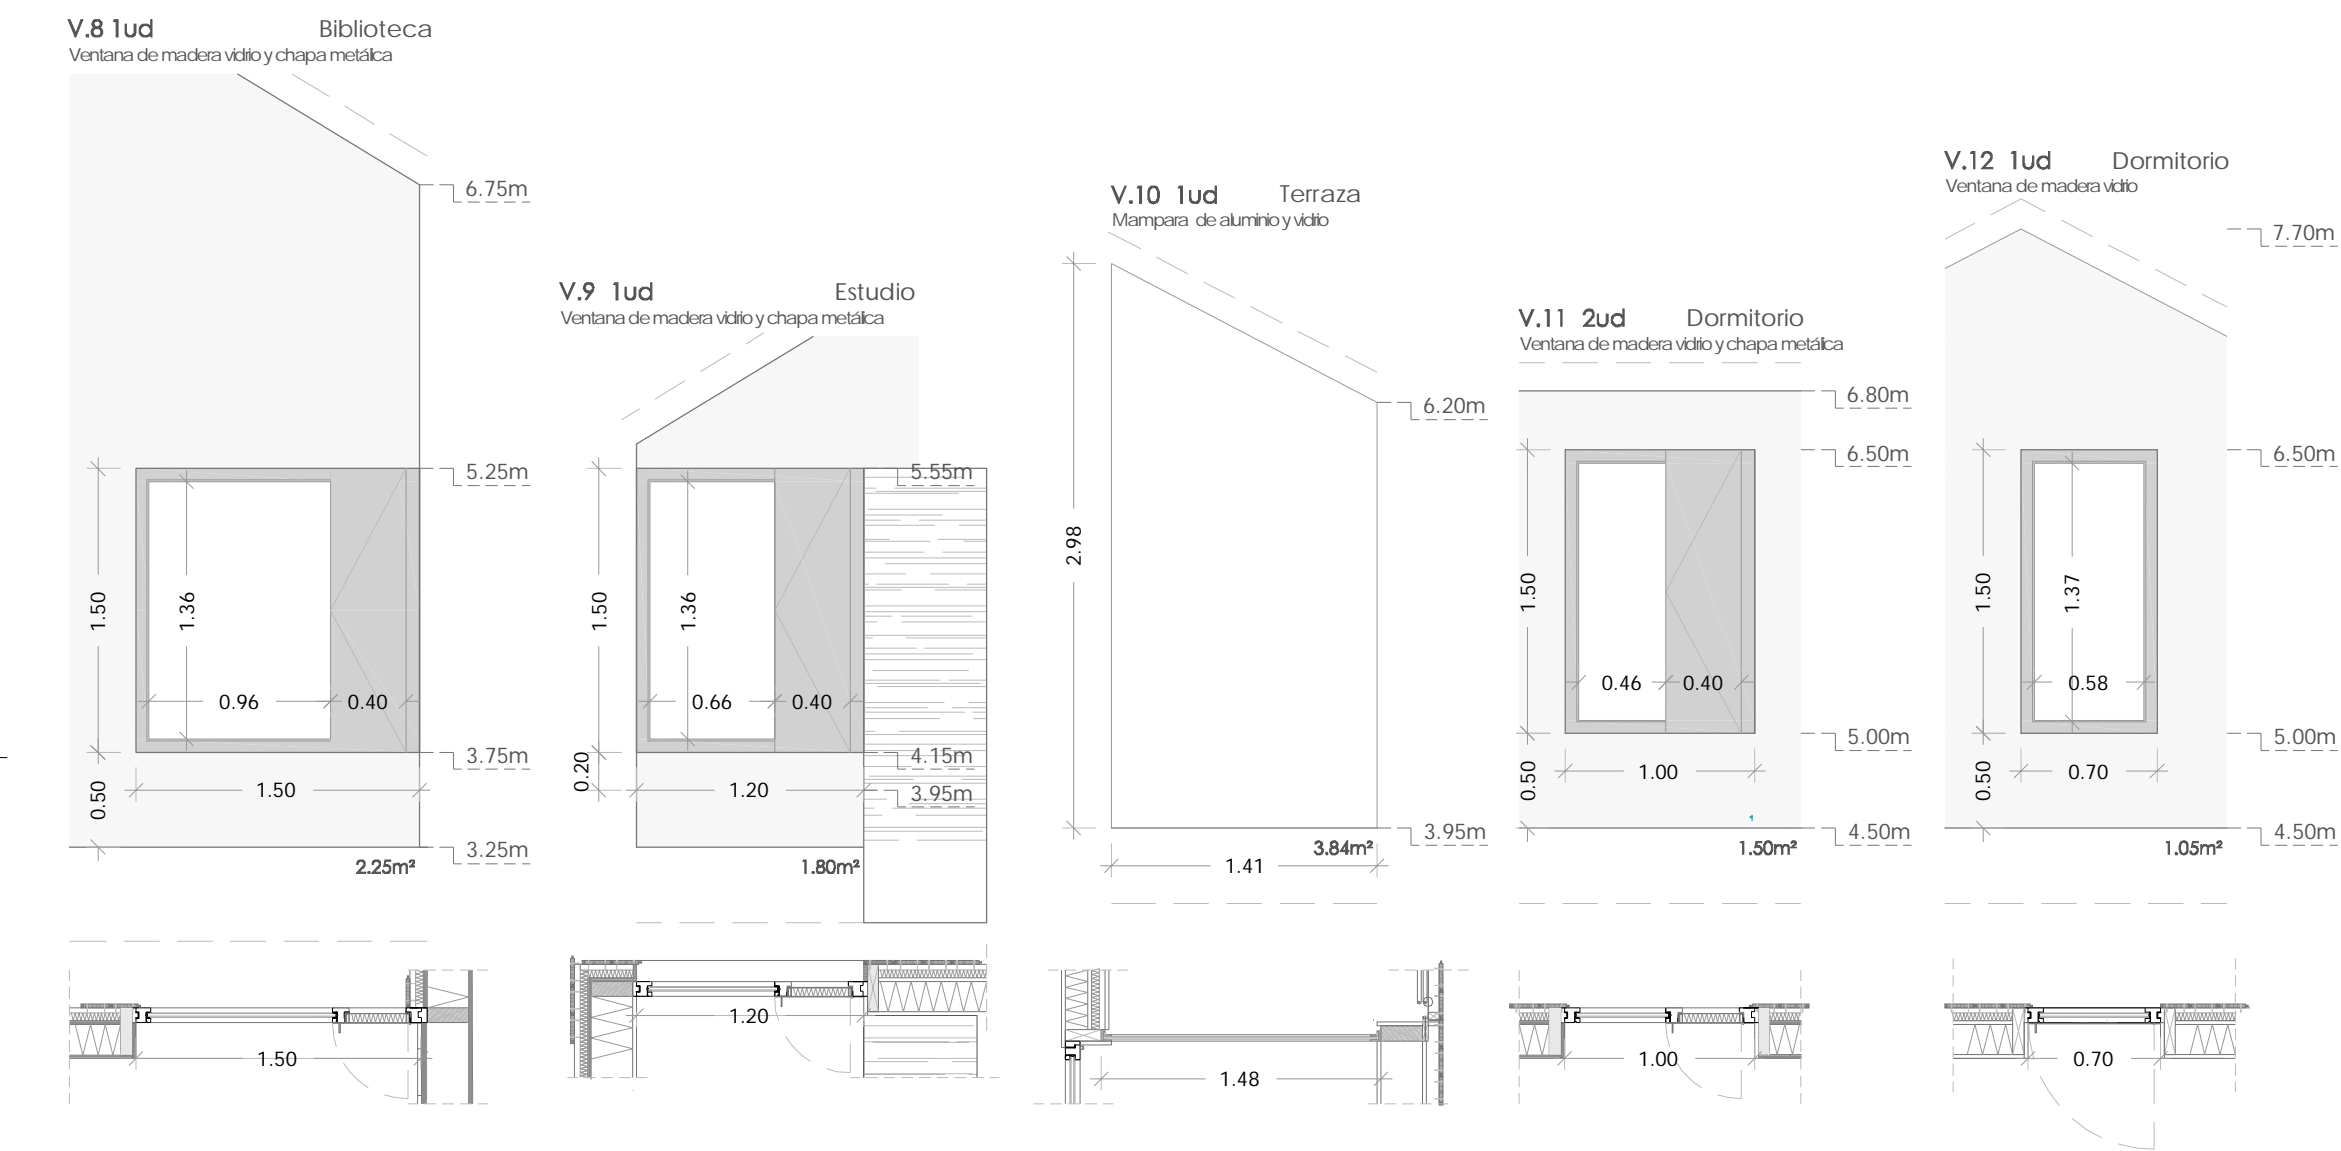 V.8 1ud Biblioteca
Ventana de madera vidrio y chapa metálica
6.75m
5.25m
1.50
1.36
0.96
0.40
3.75m
0.50
1.50
3.25m
2.25m²
1.50
V.9 1ud Estudio
Ventana de madera vidrio y chapa metálica
5.55m
1.50
1.36
0.66
0.40
4.15m
0.20
1.20
3.95m
1.80m²
1.20
V.10 1ud Terraza
Mampara de aluminio y vidrio
6.20m
2.98
3.95m
3.84m²
1.41
1.48
V.11 2ud Dormitorio
Ventana de madera vidrio y chapa metálica
6.80m
6.50m
1.50
0.46
0.40
5.00m
0.50
1.00
4.50m
1.50m²
1.00
V.12 1ud Dormitorio
Ventana de madera vidrio
7.70m
6.50m
1.50
1.37
0.58
5.00m
0.50
0.70
4.50m
1.05m²
0.70